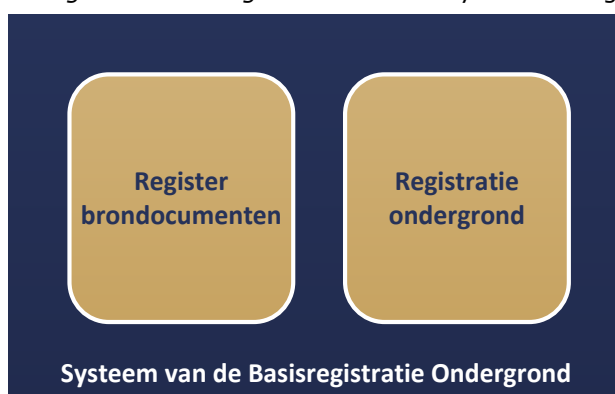 Register
brondocumenten
Registratie
ondergrond
Systeem van de Basisregistratie Ondergrond